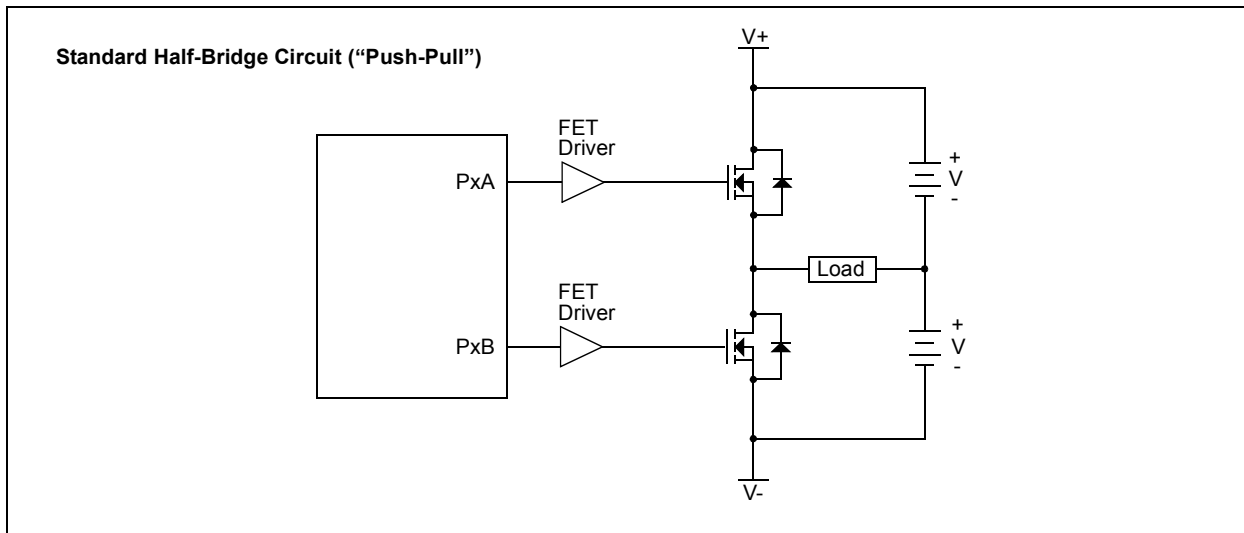 Standard Half-Bridge Circuit (“Push-Pull”)
V+
FET
Driver
PxA
+
V
-
Load
FET
Driver
PxB
+
V
-
V-